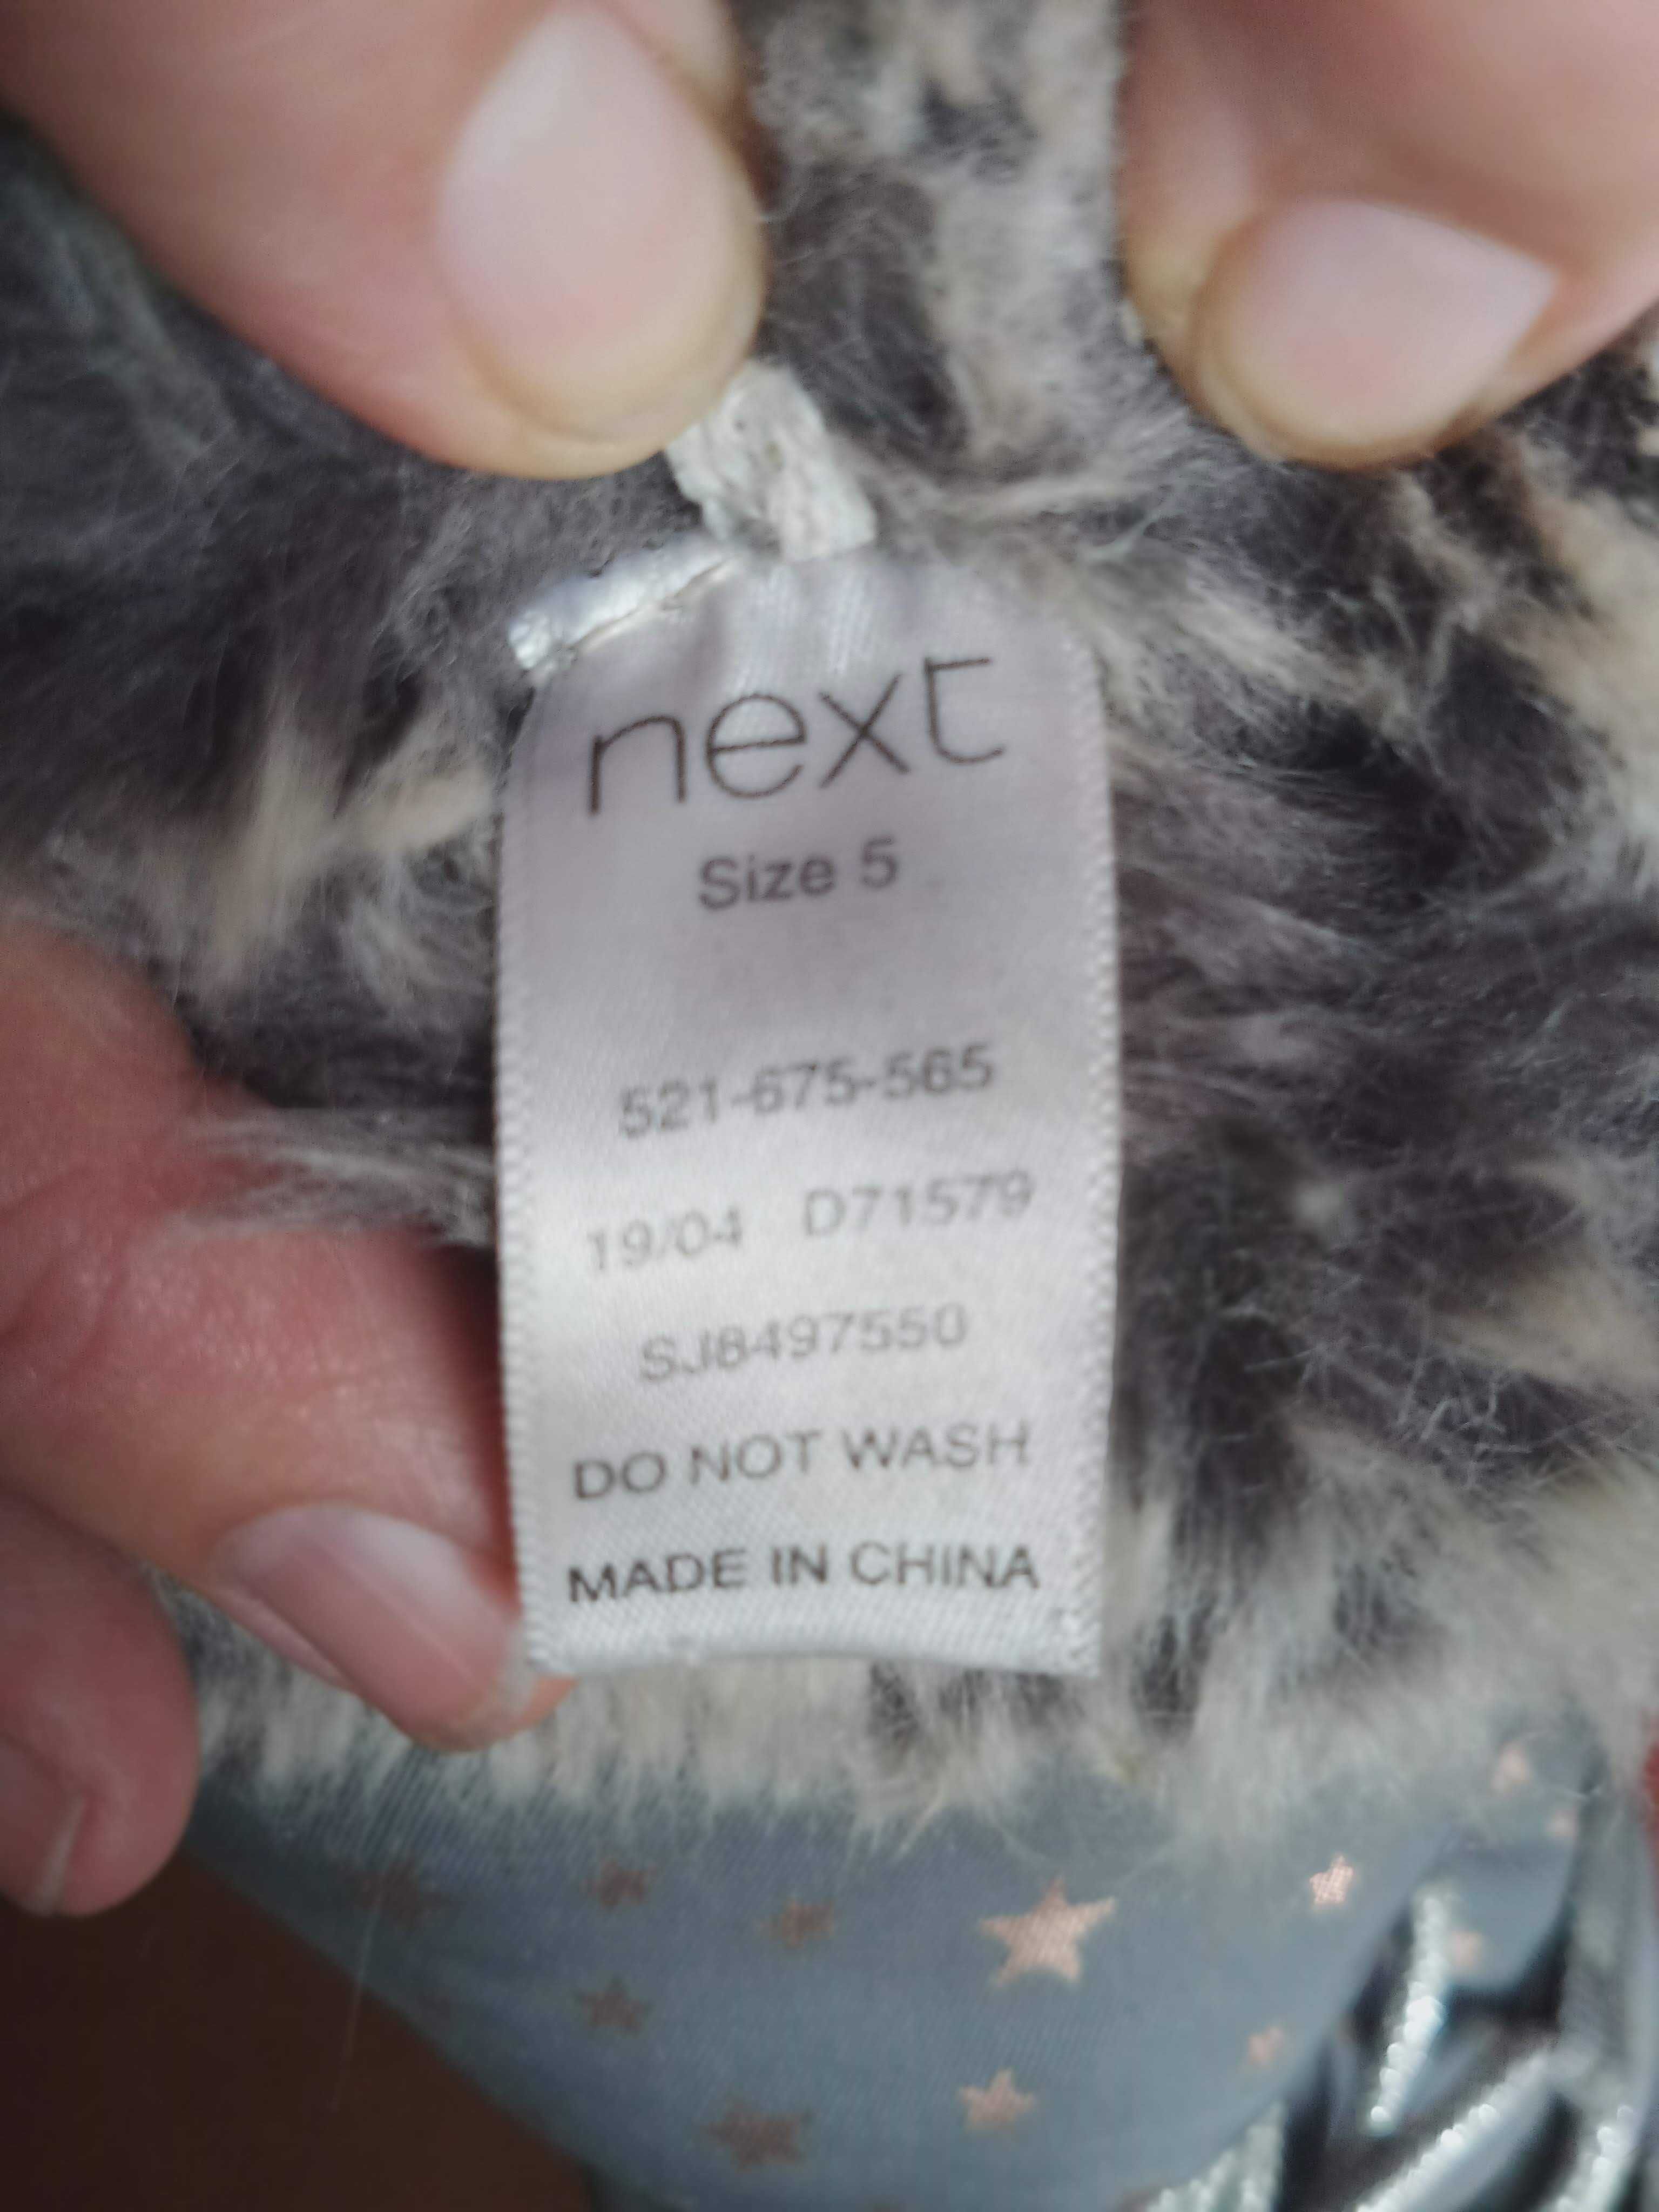 next
Size 5
521-675-565
19/04 D71579
SJ8497550
DO NOT WASH
MADE IN CHINA